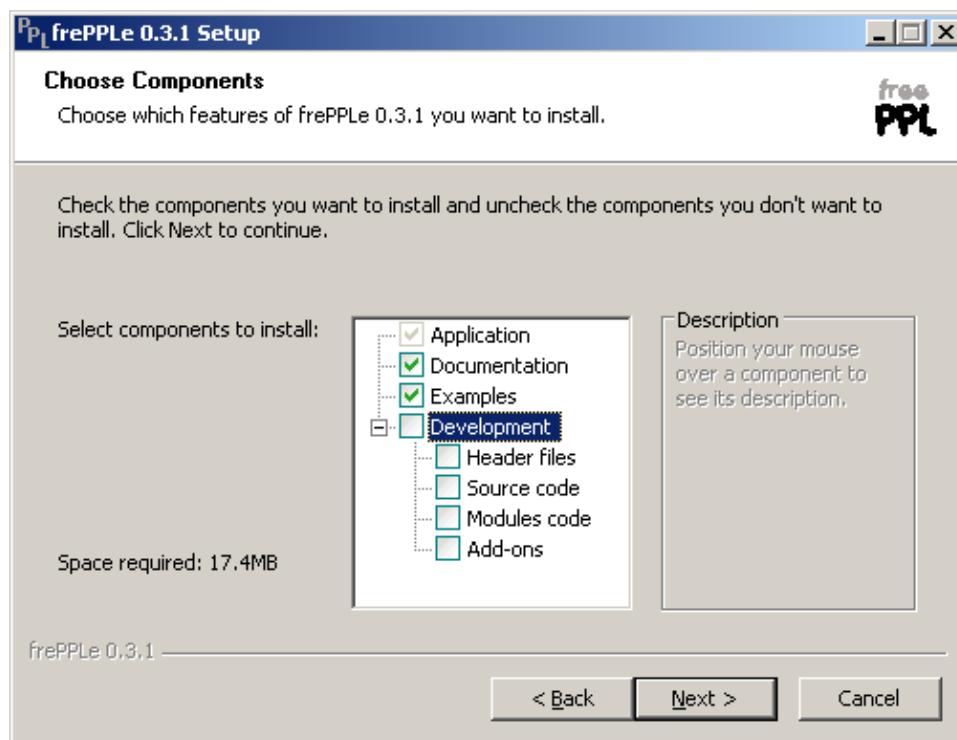 PPL frePPLe 0.3.1 Setup
Choose Components
Choose which features of frePPLe 0.3.1 you want to install.
free
PPL
Check the components you want to install and uncheck the components you don't want to
install. Click Next to continue.
Select components to install:
Application
Documentation
Examples
Development
Header files
Source code
Modules code
Add-ons
Description
Position your mouse
over a component to
see its description.
Space required: 17.4MB
frePPLe 0.3.1
< Back
Next >
Cancel